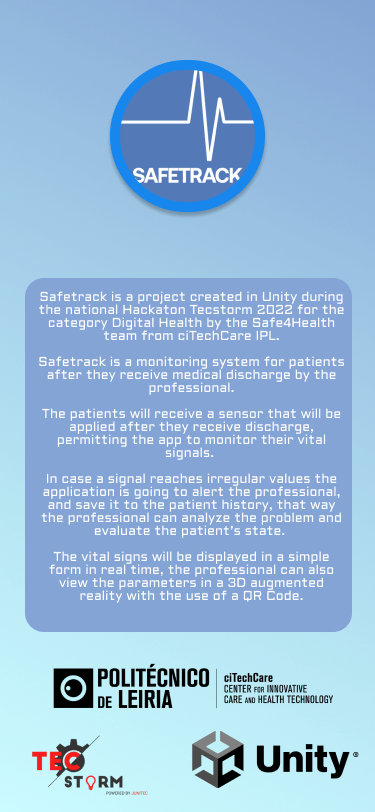 SAFETRACK
Safetrack is a project created in Unity during
the national Hackaton Tecstorm 2022 for the
category Digital Health by the Safe4Health
team from ciTechCare IPL.
Safetrack is a monitoring system for patients
after they receive medical discharge by the
professional.
The patients will receive a sensor that will be
applied after they receive discharge,
permitting the app to monitor their vital
signals.
In case a signal reaches irregular values the
application is going to alert the professional,
and save it to the patient history, that way
the professional can analyze the problem and
evaluate the patient's state.
The vital signs will be displayed in a simple
form in real time, the professional can also
view the parameters in a 3D augmented
reality with the use of a QR Code.
POLITÉCNICO
DE LEIRIA
ciTechCare
CENTER FOR INNOVATIVE
CARE AND HEALTH TECHNOLOGY
TEC
STORM
POWERED BY JUNITEC
Unity®